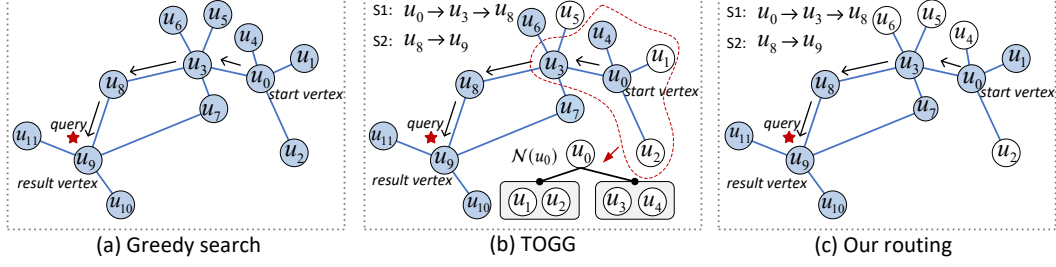 u6
u5
u4
u3
u1
u0
start vertex
u8
u7
query
u11
u9
u2
result vertex
u10
(a) Greedy search
S1: u0 → u3 → u8
S2: u8 → u9
u6
u5
u4
u3
u1
u0
start vertex
u8
u7
query
u11
u9
u2
N(u0)
u0
result vertex
u10
u1 u2 u3 u4
(b) TOGG
S1: u0 → u3 → u8
S2: u8 → u9
u6
u5
u4
u3
u1
u0
start vertex
u8
u7
query
u11
u9
u2
result vertex
u10
(c) Our routing